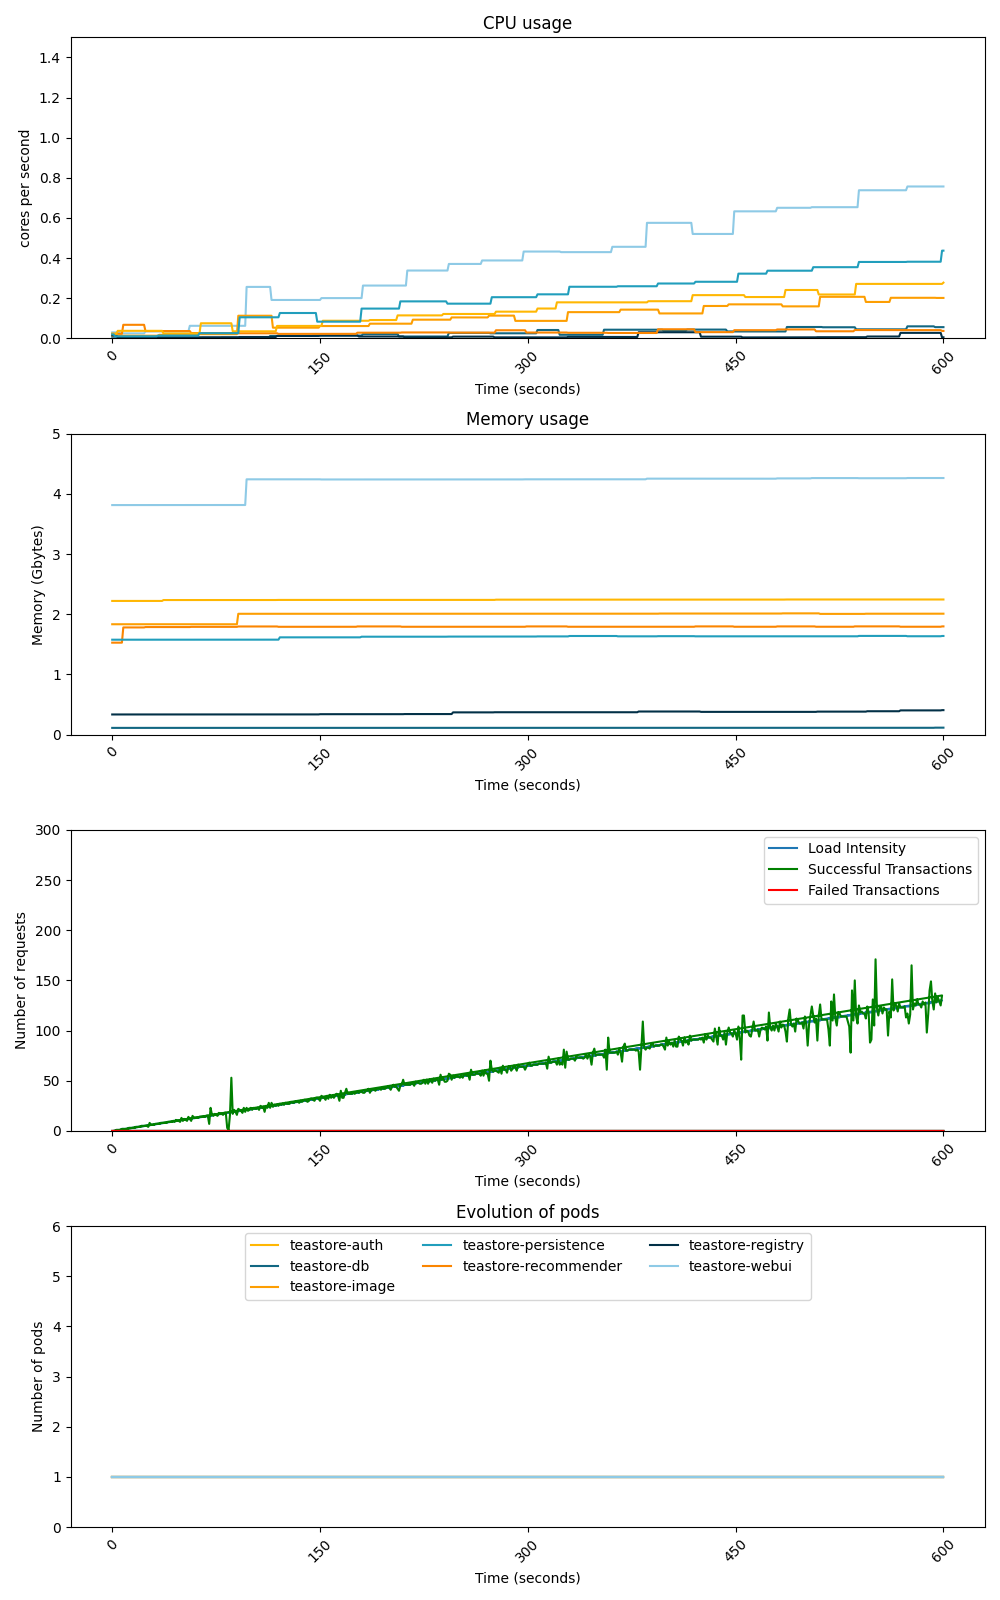 CPU usage
1.4
1.2
1.0
0.8
0.6
0.4
0.2
0.0
cores per second
0 150 300 450 600
Time (seconds)
Memory usage
5
4
3
2
1
0
Memory (Gbytes)
0 150 300 450 600
Time (seconds)
300
250
200
150
100
50
0
Number of requests
Load Intensity
Successful Transactions
Failed Transactions
0 150 300 450 600
Time (seconds)
Evolution of pods
6
5
4
3
2
1
0
Number of pods
teastore-auth teastore-persistence teastore-registry
teastore-db teastore-recommender teastore-webui
teastore-image
0 150 300 450 600
Time (seconds)